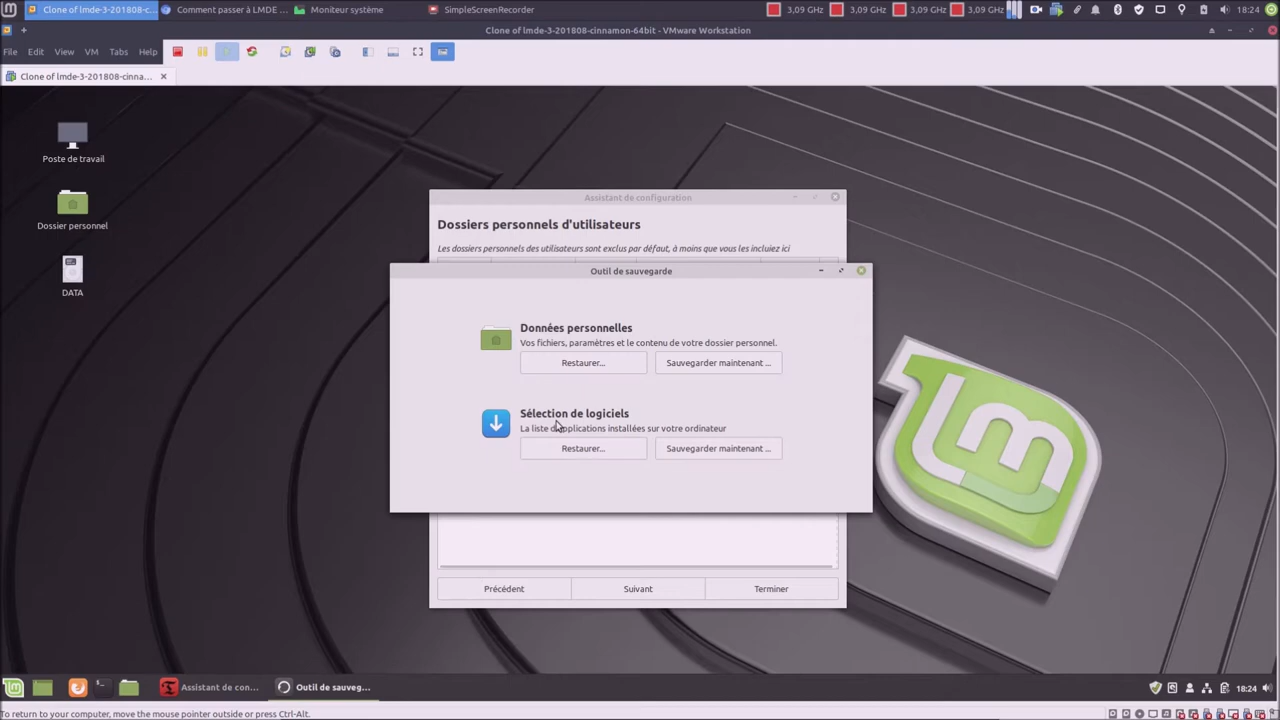 Clone of lmde-3-201808-c...
Comment passer à LMDE ...
Moniteur système
SimpleScreenRecorder
3,09 GHz
3,09 GHz
3,09 GHz
3,09 GHz
18:24
Clone of lmde-3-201808-cinnamon-64bit - VMware Workstation
File Edit View VM Tabs Help
Clone of lmde-3-201808-cinna...
Poste de travail
Dossier personnel
DATA
Assistant de configuration
Dossiers personnels d'utilisateurs
Les dossiers personnels des utilisateurs sont exclus par défaut, à moins que vous les incluiez ici
Outil de sauvegarde
Données personnelles
Vos fichiers, paramètres et le contenu de votre dossier personnel.
Restaurer...
Sauvegarder maintenant ...
Sélection de logiciels
La liste d'applications installées sur votre ordinateur
Restaurer...
Sauvegarder maintenant ...
Précédent
Suivant
Terminer
Assistant de con...
Outil de sauveg...
18:24
To return to your computer, move the mouse pointer outside or press Ctrl-Alt.